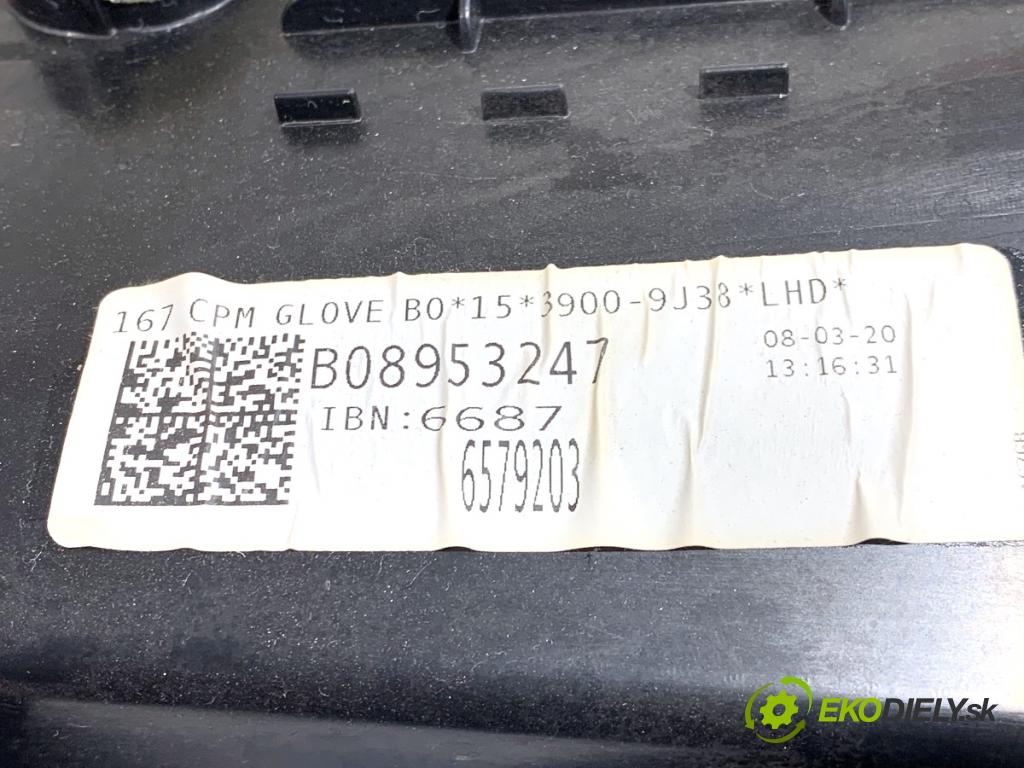 167 CPM GLOVE BO*15*3900-9J38*LHD*
B08953247
08-03-20
13:16:31
IBN:6687
6579203
EKODIELY.sk